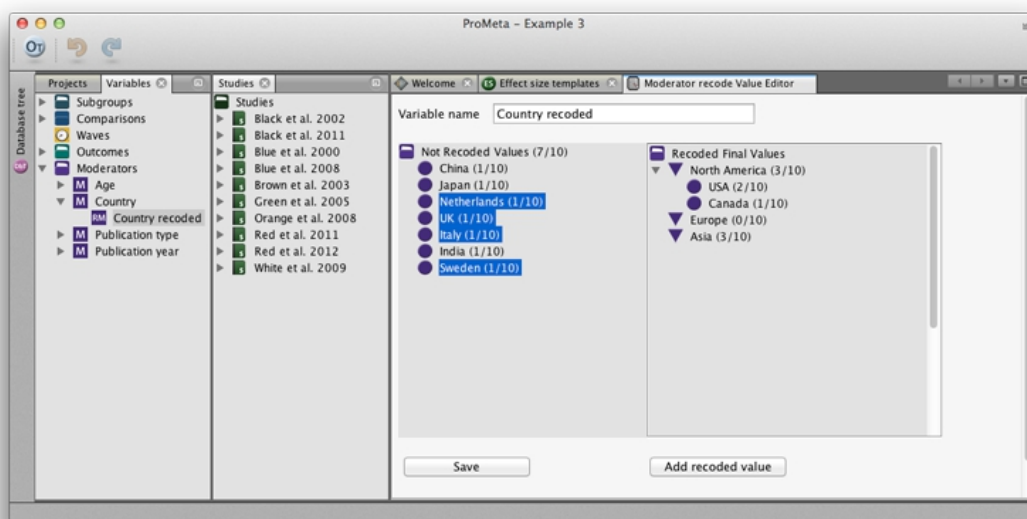 ProMeta - Example 3
OT
Database tree
DbT
Projects
Variables
Subgroups
Comparisons
Waves
Outcomes
Moderators
M Age
M Country
RM Country recoded
M Publication type
M Publication year
Studies
Studies
S Black et al. 2002
S Black et al. 2011
S Blue et al. 2000
S Blue et al. 2008
S Brown et al. 2003
S Green et al. 2005
S Orange et al. 2008
S Red et al. 2011
S Red et al. 2012
S White et al. 2009
Welcome
ES Effect size templates
Moderator recode Value Editor
Variable name Country recoded
Not Recoded Values (7/10)
China (1/10)
Japan (1/10)
Netherlands (1/10)
UK (1/10)
Italy (1/10)
India (1/10)
Sweden (1/10)
Recoded Final Values
North America (3/10)
USA (2/10)
Canada (1/10)
Europe (0/10)
Asia (3/10)
Save
Add recoded value